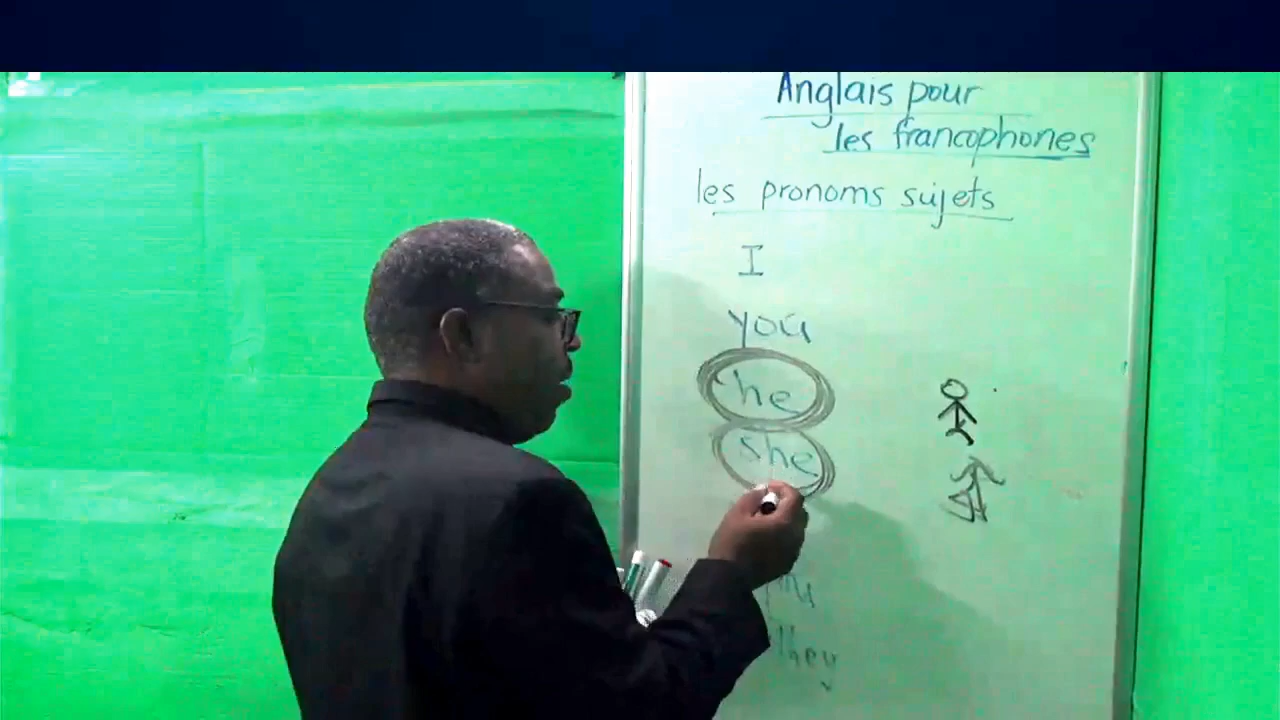 Anglais pour
les francophones
les pronoms sujets
I
you
he
she
they